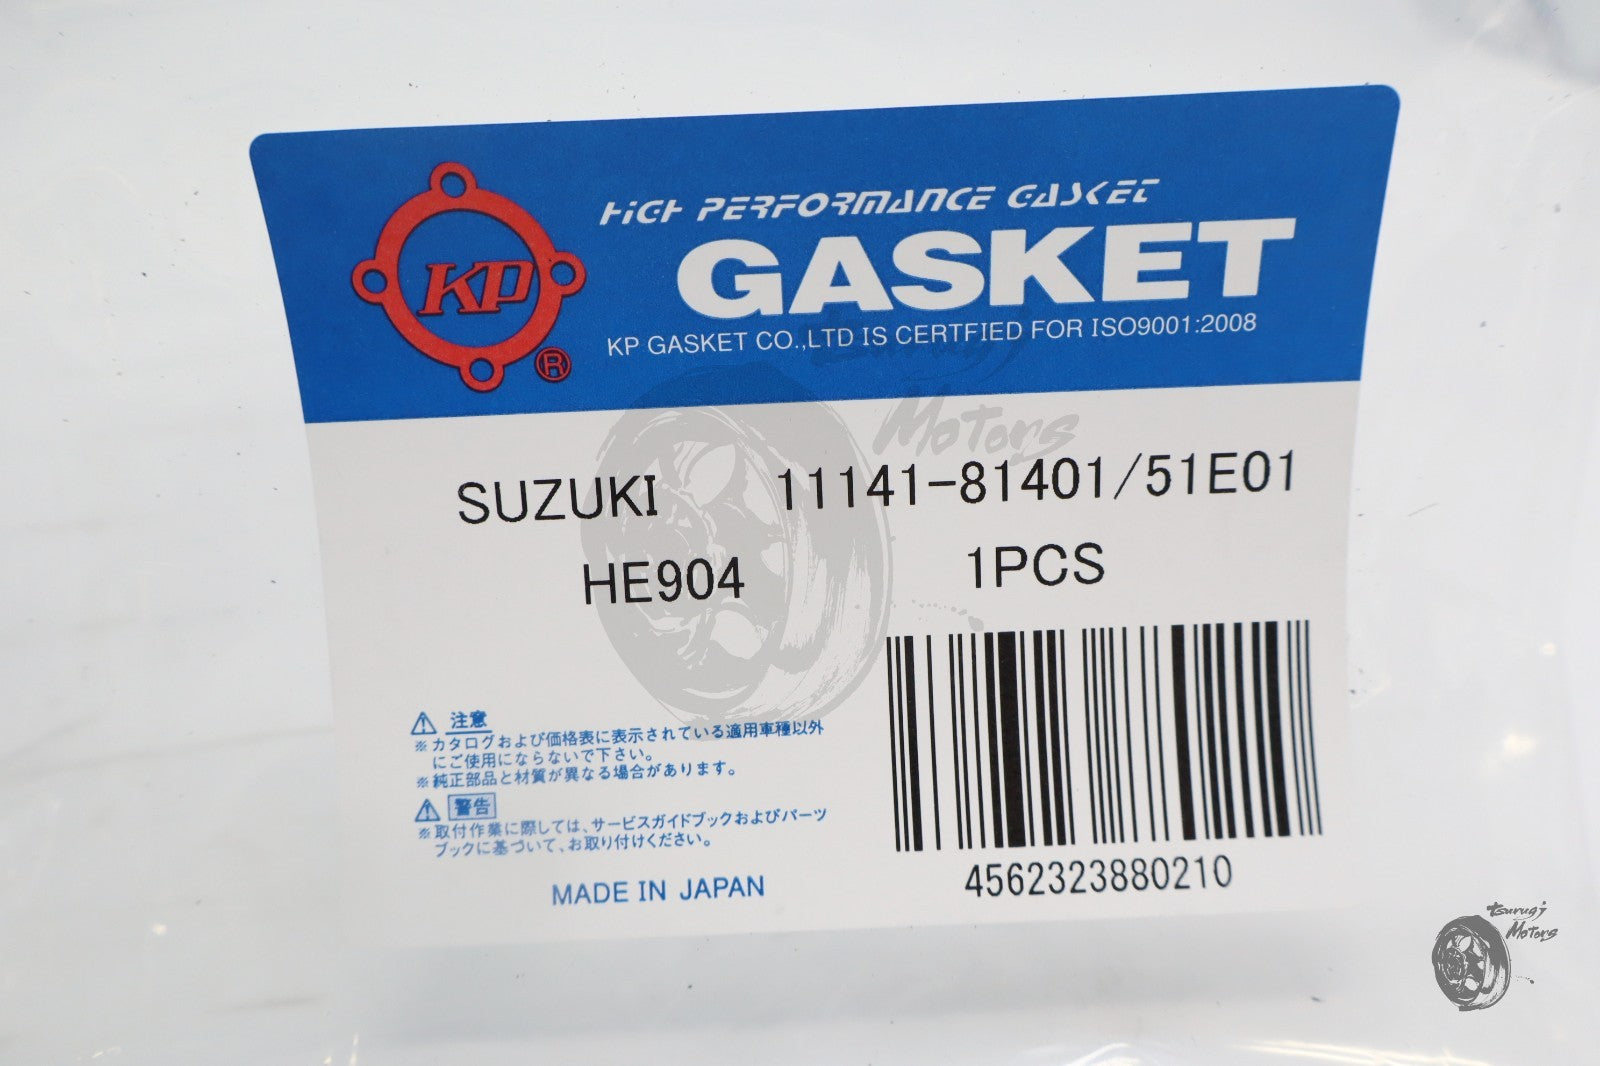 HIGH PERFORMANCE GASKET
GASKET
KP
®
KP GASKET CO.,LTD IS CERTFIED FOR ISO9001:2008
Tsurugi
Motors
SUZUKI 11141-81401/51E01
HE904 1PCS
⚠ 注意
※カタログおよび価格表に表示されている適用車種以外
にご使用にならないで下さい。
※純正部品と材質が異なる場合があります。
⚠ 警告
※取付作業に際しては、サービスガイドブックおよびパーツ
ブックに基づいて、お取り付けください。
MADE IN JAPAN
4562323880210
Tsurugi
Motors